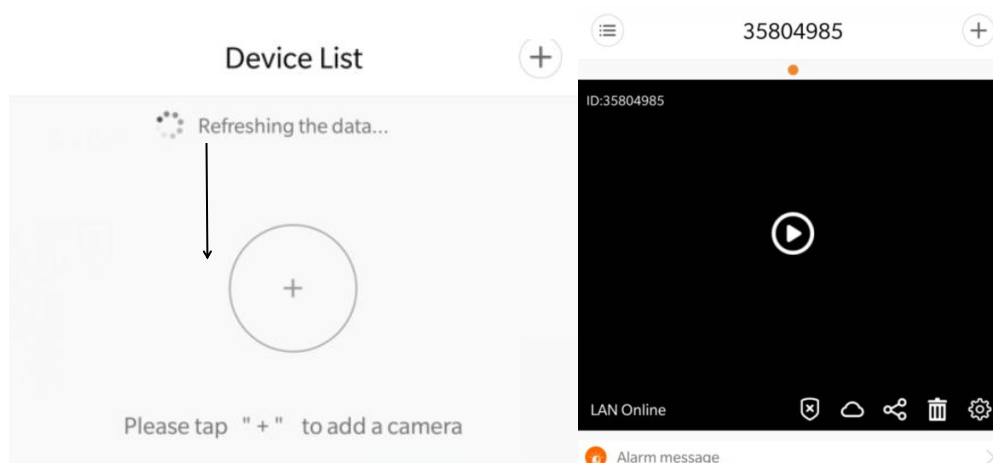 Device List
Refreshing the data...
Please tap " + " to add a camera
35804985
ID:35804985
LAN Online
Alarm message